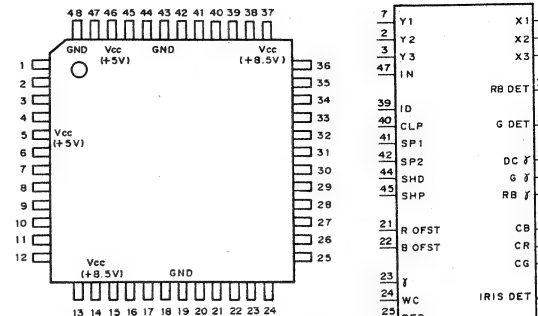 48 47 46 45 44 43 42 41 40 39 38 37
GND Vcc (+5V) GND Vcc (+8.5V)
1 36
2 35
3 34
4 33
5 Vcc (+5V) 32
6 31
7 30
8 29
9 28
10 27
11 26
12 25
Vcc (+8.5V) GND
13 14 15 16 17 18 19 20 21 22 23 24
7 Y1 X1
2 Y2 X2
3 Y3 X3
47 IN
RB DET
39 ID
40 CLP G DET
41 SP1
42 SP2 DC γ
44 SHD G γ
45 SHP RB γ
21 R OFST CB
22 B OFST CR
CG
23 γ
24 WC IRIS DET
25